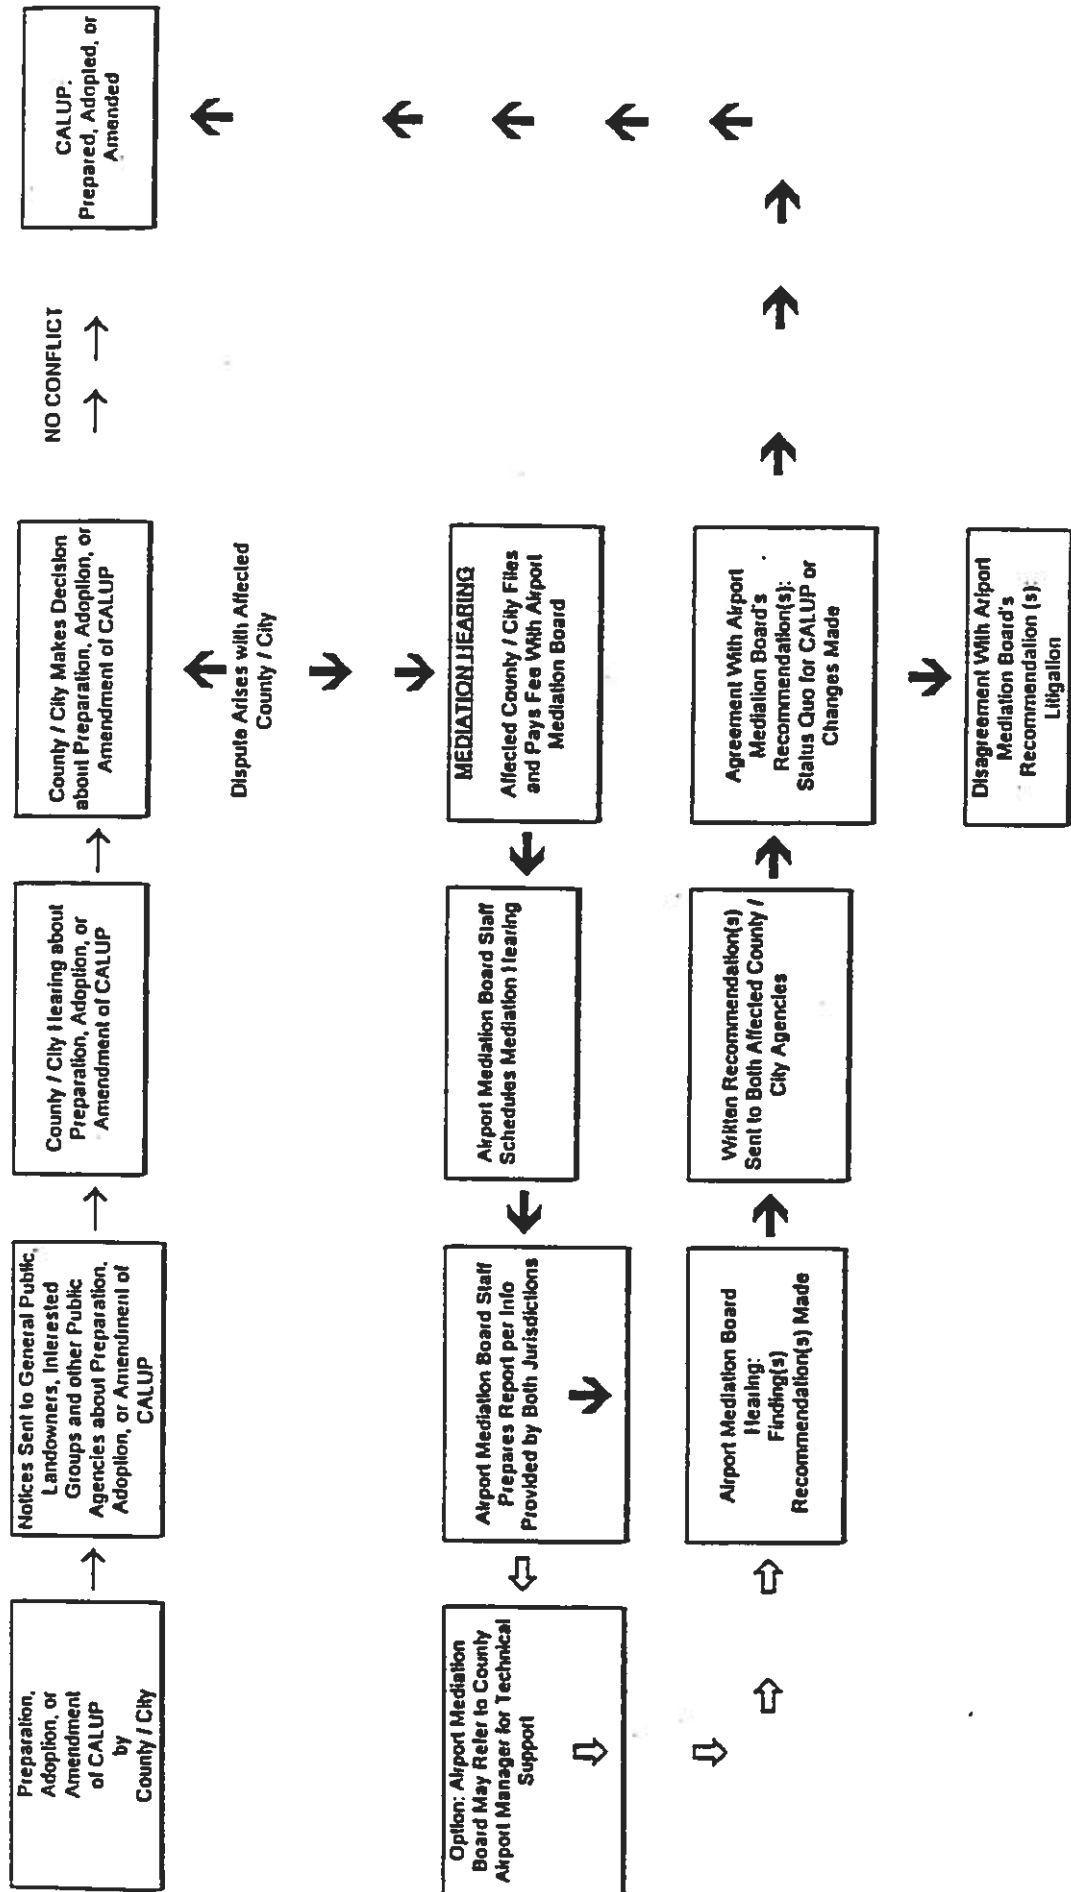 Preparation,
Adoption, or
Amendment
of CALUP
by
County / City
Notices Sent to General Public,
Landowners, Interested
Groups and other Public
Agencies about Preparation,
Adoption, or Amendment of
CALUP
County / City Hearing about
Preparation, Adoption, or
Amendment of CALUP
County / City Makes Decision
about Preparation, Adoption, or
Amendment of CALUP
NO CONFLICT
CALUP.
Prepared, Adopted, or
Amended
Dispute Arises with Affected
County / City
MEDIATION HEARING
Affected County / City Files
and Pays Fee With Airport
Mediation Board
Airport Mediation Board Staff
Schedules Mediation Hearing
Airport Mediation Board Staff
Prepares Report per Info
Provided by Both Jurisdictions
Option: Airport Mediation
Board May Refer to County
Airport Manager for Technical
Support
Airport Mediation Board
Hearing:
Finding(s)
Recommendation(s) Made
Written Recommendation(s)
Sent to Both Affected County /
City Agencies
Agreement With Airport
Mediation Board's
Recommendation(s):
Status Quo for CALUP or
Changes Made
Disagreement With Airport
Mediation Board's
Recommendation (s):
Litigation